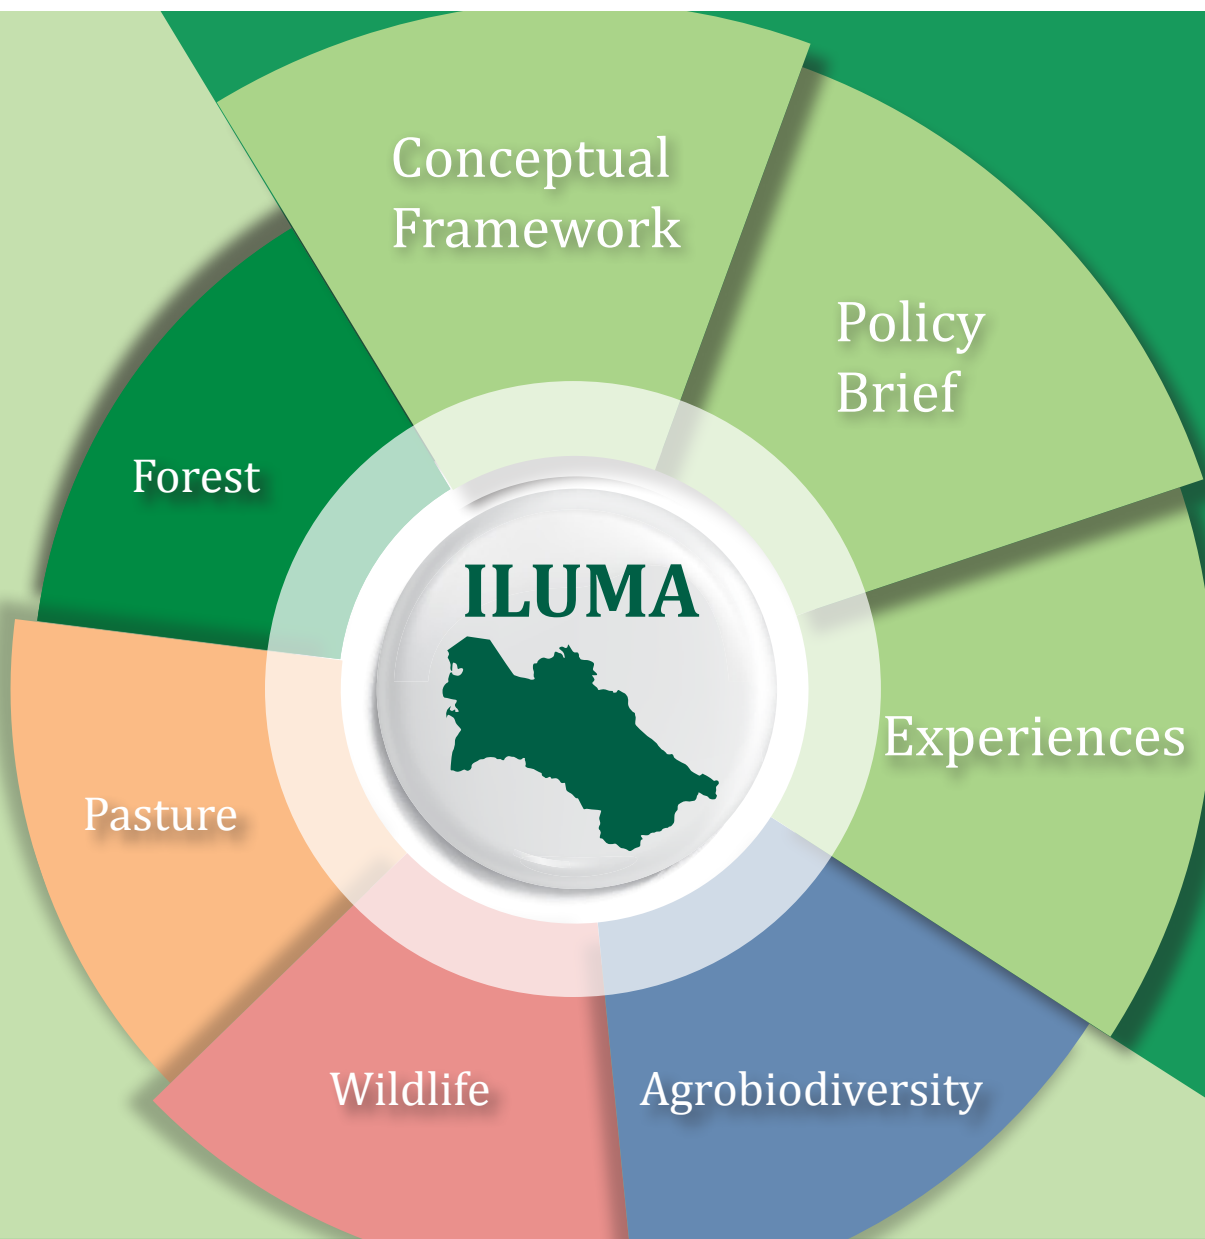 Conceptual
Framework
Policy
Brief
Forest
ILUMA
Experiences
Pasture
Wildlife
Agrobiodiversity